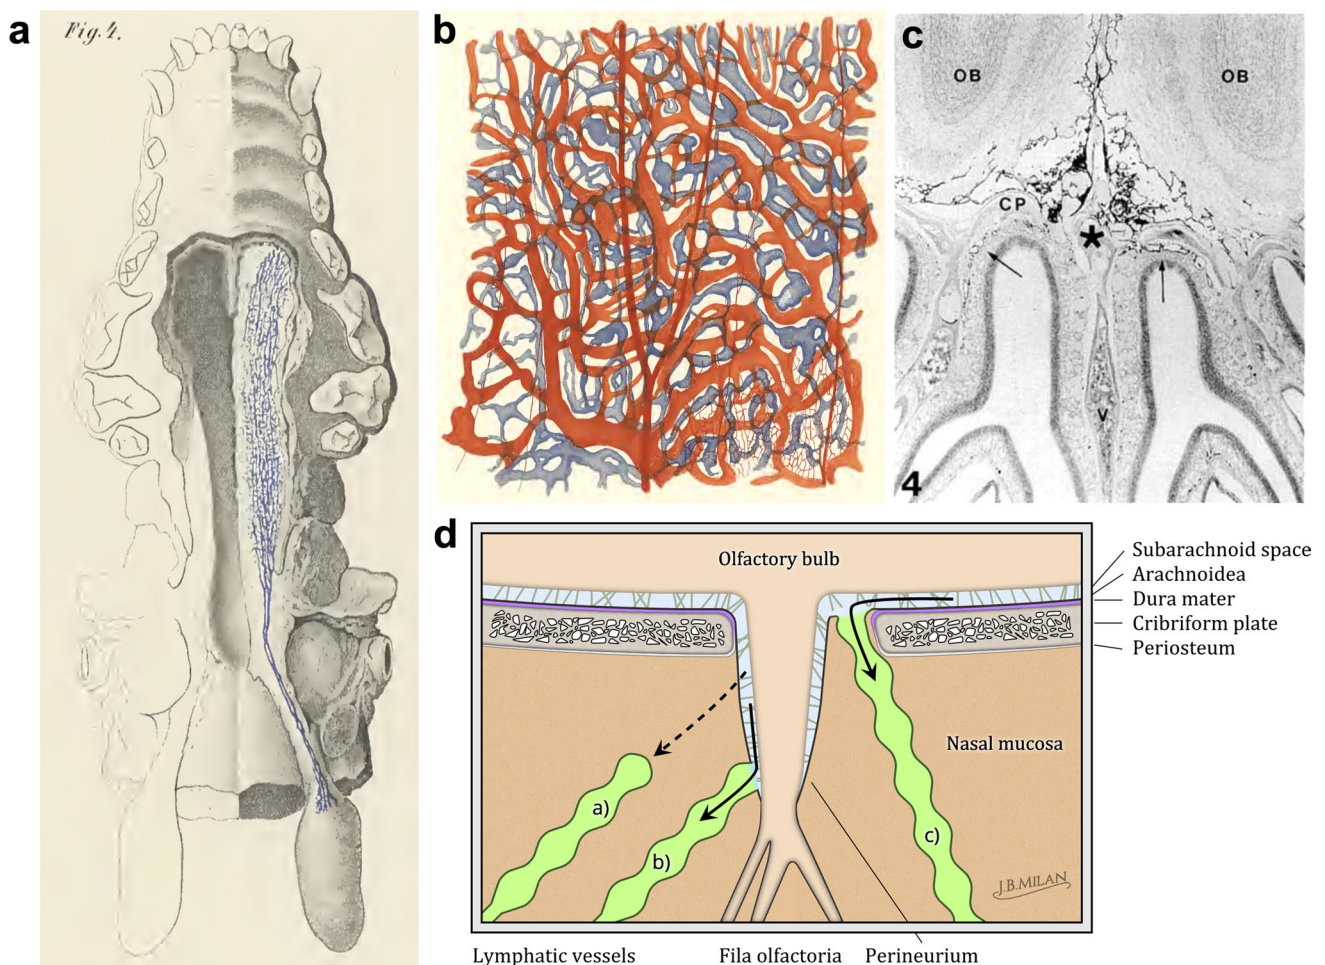 a
Fig. 4.
b
c
OB
OB
CP
*
V
4
d
Olfactory bulb
Subarachnoid space
Arachnoidea
Dura mater
Cribriform plate
Periosteum
Nasal mucosa
a)
b)
c)
J.B.MILAN
Lymphatic vessels
Fila olfactoria
Perineurium